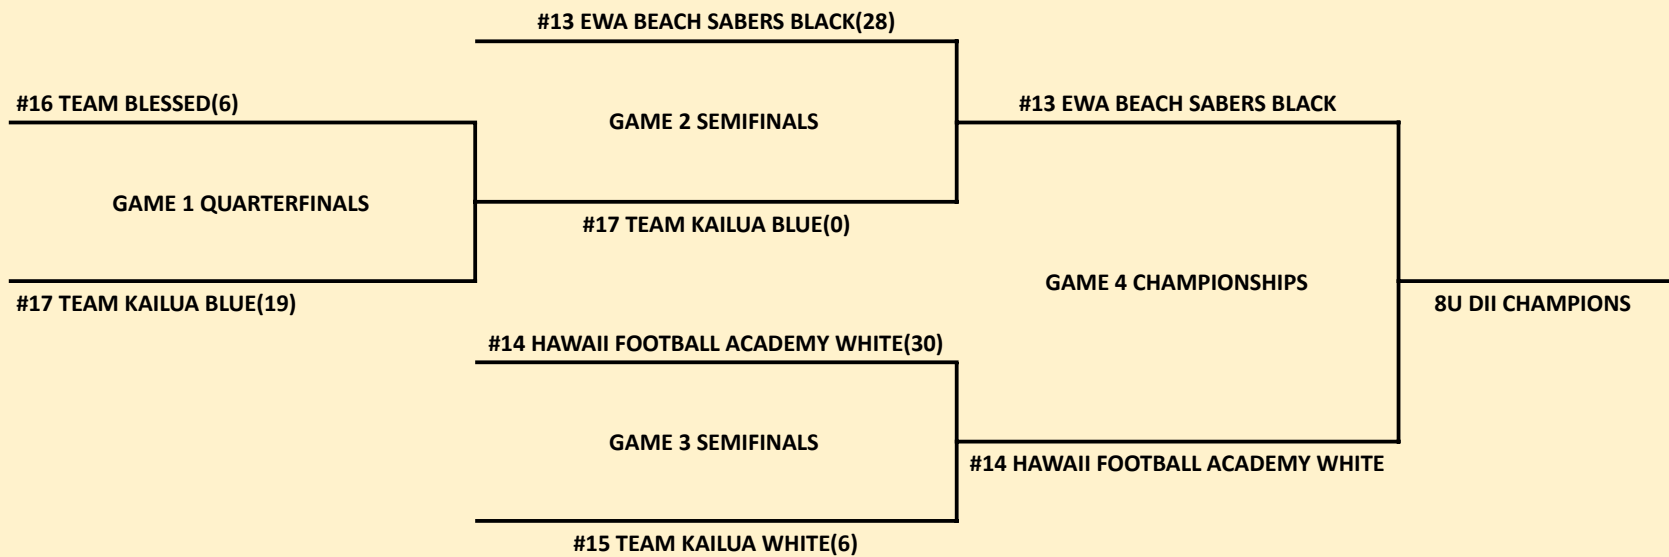 #13 EWA BEACH SABERS BLACK(28)
#16 TEAM BLESSED(6)
GAME 2 SEMIFINALS
#13 EWA BEACH SABERS BLACK
GAME 1 QUARTERFINALS
#17 TEAM KAILUA BLUE(0)
GAME 4 CHAMPIONSHIPS
#17 TEAM KAILUA BLUE(19)
8U DII CHAMPIONS
#14 HAWAII FOOTBALL ACADEMY WHITE(30)
GAME 3 SEMIFINALS
#14 HAWAII FOOTBALL ACADEMY WHITE
#15 TEAM KAILUA WHITE(6)